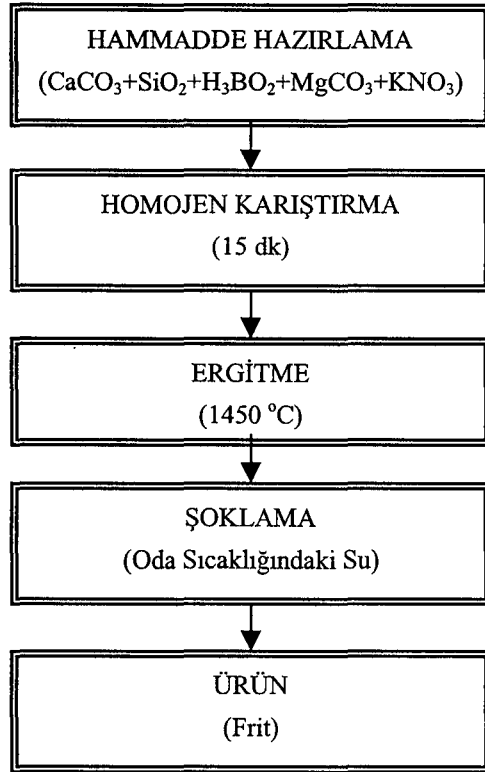 HAMMADDE HAZIRLAMA
(CaCO₃+SiO₂+H₃BO₂+MgCO₃+KNO₃)
HOMOJEN KARIŞTIRMA
(15 dk)
ERGİTME
(1450 °C)
ŞOKLAMA
(Oda Sıcaklığındaki Su)
ÜRÜN
(Frit)